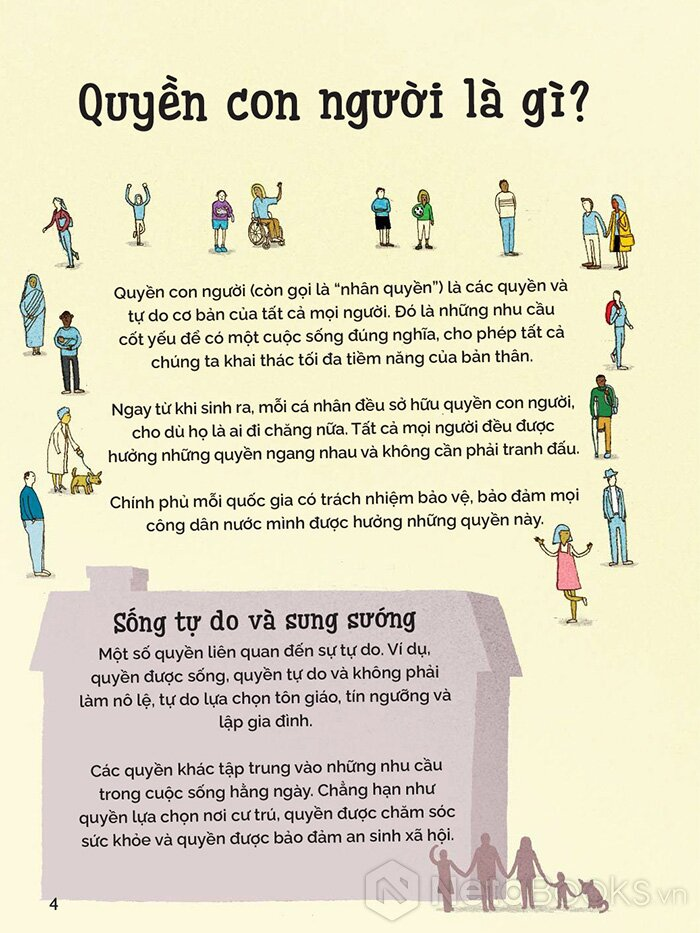 Quyền con người là gì?
Quyền con người (còn gọi là “nhân quyền”) là các quyền và
tự do cơ bản của tất cả mọi người. Đó là những nhu cầu
cốt yếu để có một cuộc sống đúng nghĩa, cho phép tất cả
chúng ta khai thác tối đa tiềm năng của bản thân.
Ngay từ khi sinh ra, mỗi cá nhân đều sở hữu quyền con người,
cho dù họ là ai đi chăng nữa. Tất cả mọi người đều được
hưởng những quyền ngang nhau và không cần phải tranh đấu.
Chính phủ mỗi quốc gia có trách nhiệm bảo vệ, bảo đảm mọi
công dân nước mình được hưởng những quyền này.
Sống tự do và sung sướng
Một số quyền liên quan đến sự tự do. Ví dụ,
quyền được sống, quyền tự do và không phải
làm nô lệ, tự do lựa chọn tôn giáo, tín ngưỡng và
lập gia đình.
Các quyền khác tập trung vào những nhu cầu
trong cuộc sống hằng ngày. Chẳng hạn như
quyền lựa chọn nơi cư trú, quyền được chăm sóc
sức khỏe và quyền được bảo đảm an sinh xã hội.
4
NetaBOOKS.vn